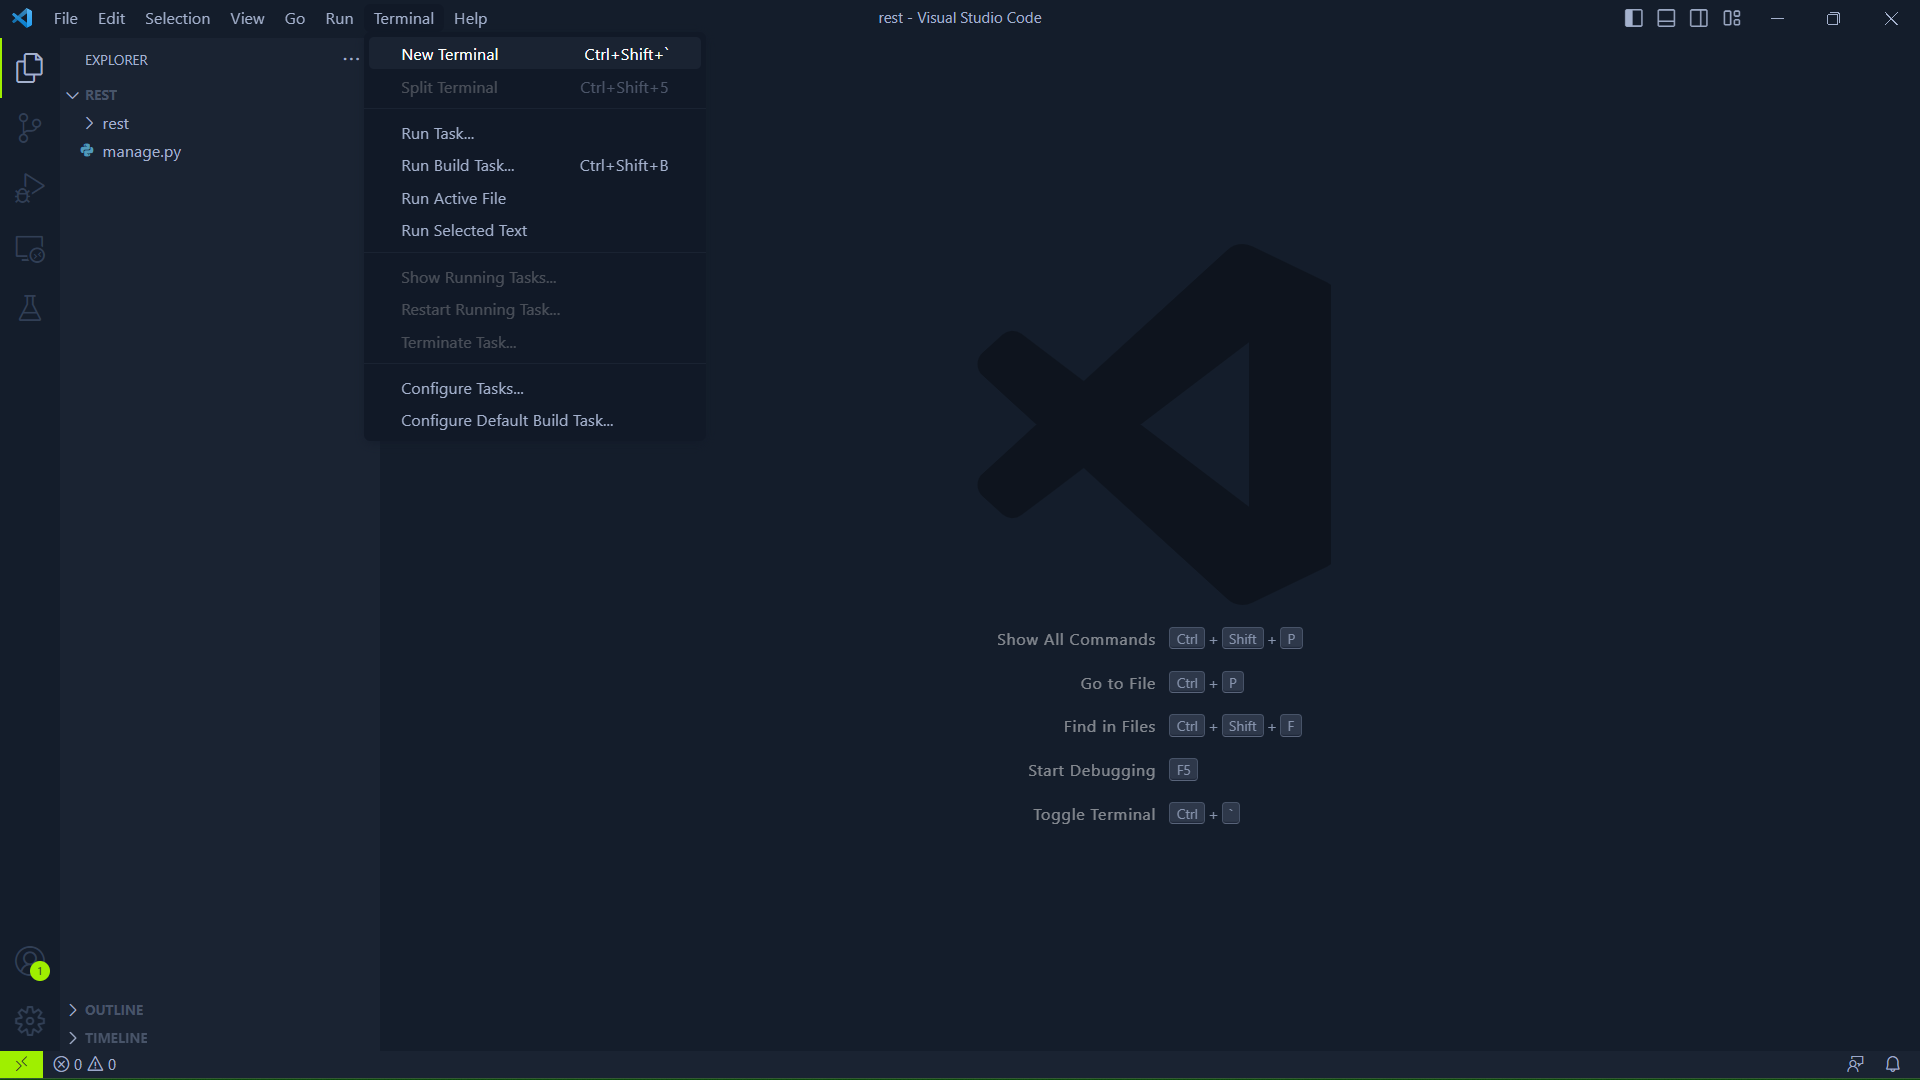 File Edit Selection View Go Run Terminal Help
rest - Visual Studio Code
EXPLORER
REST
rest
manage.py
New Terminal Ctrl+Shift+`
Split Terminal Ctrl+Shift+5
Run Task...
Run Build Task... Ctrl+Shift+B
Run Active File
Run Selected Text
Show Running Tasks...
Restart Running Task...
Terminate Task...
Configure Tasks...
Configure Default Build Task...
Show All Commands Ctrl + Shift + P
Go to File Ctrl + P
Find in Files Ctrl + Shift + F
Start Debugging F5
Toggle Terminal Ctrl + `
1
OUTLINE
TIMELINE
0 0